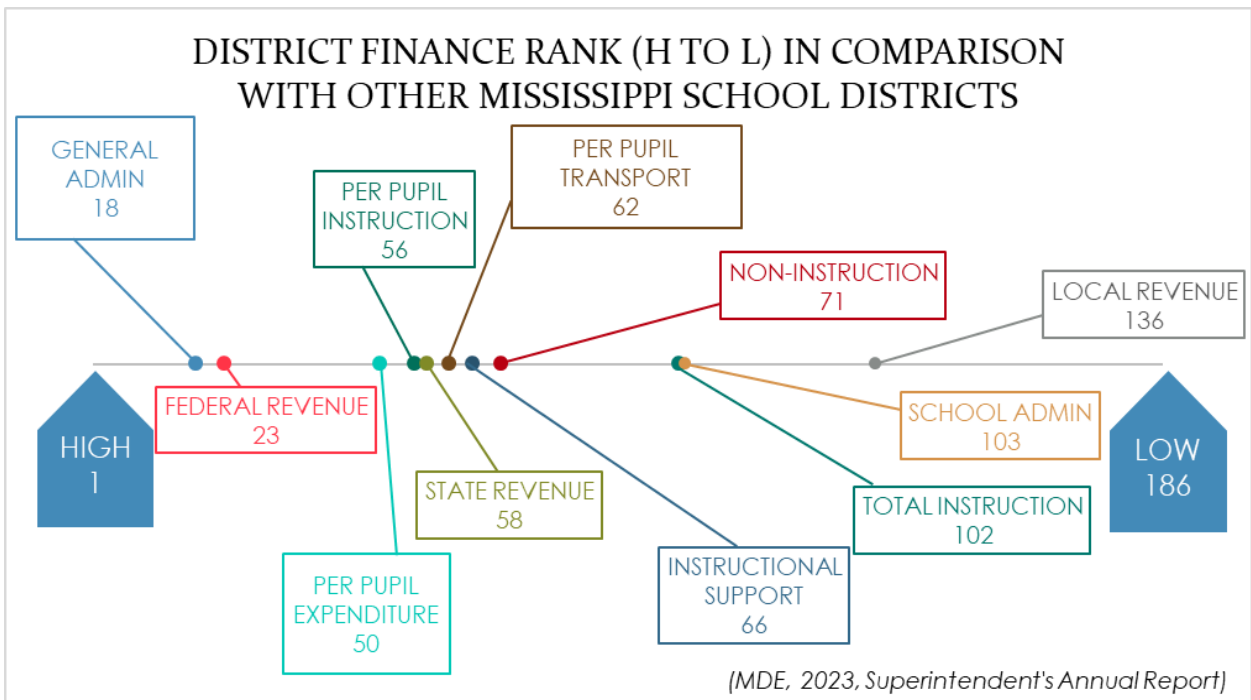 DISTRICT FINANCE RANK (H TO L) IN COMPARISON
WITH OTHER MISSISSIPPI SCHOOL DISTRICTS
GENERAL
ADMIN
18
PER PUPIL
INSTRUCTION
56
PER PUPIL
TRANSPORT
62
NON-INSTRUCTION
71
LOCAL REVENUE
136
HIGH
1
FEDERAL REVENUE
23
PER PUPIL
EXPENDITURE
50
STATE REVENUE
58
INSTRUCTIONAL
SUPPORT
66
SCHOOL ADMIN
103
TOTAL INSTRUCTION
102
LOW
186
(MDE, 2023, Superintendent's Annual Report)